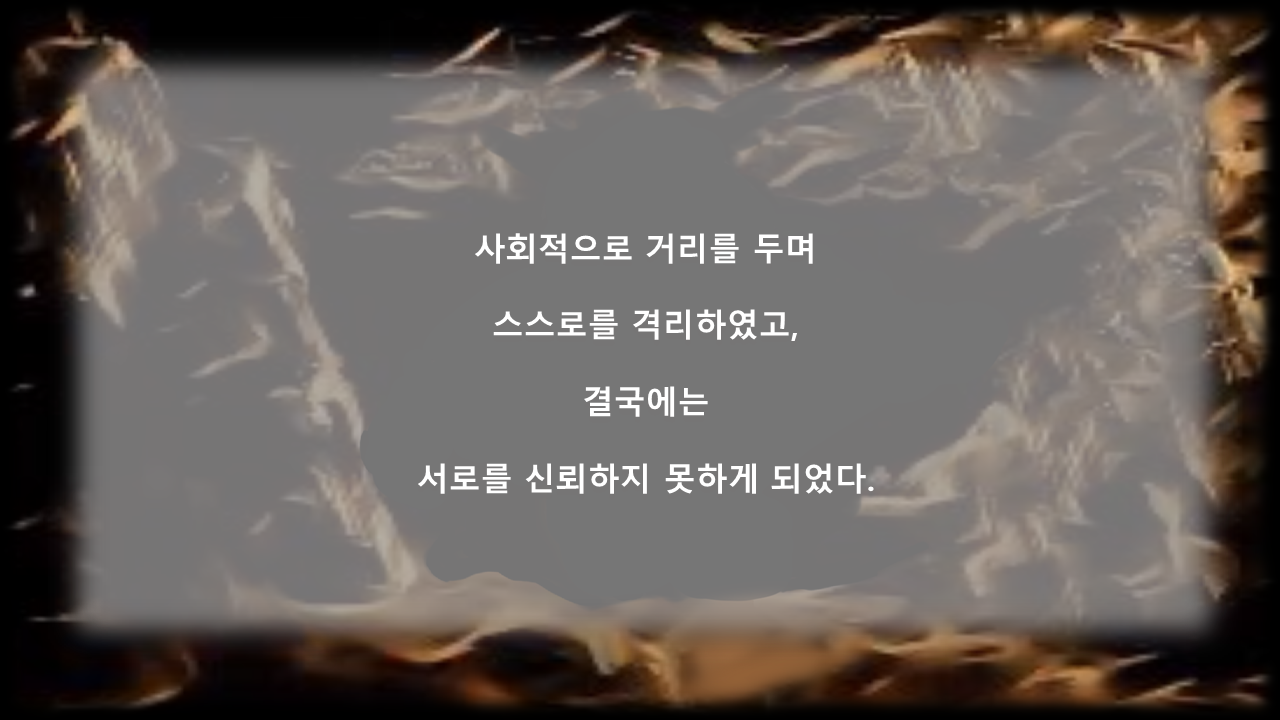 사회적으로 거리를 두며
스스로를 격리하였고,
결국에는
서로를 신뢰하지 못하게 되었다.